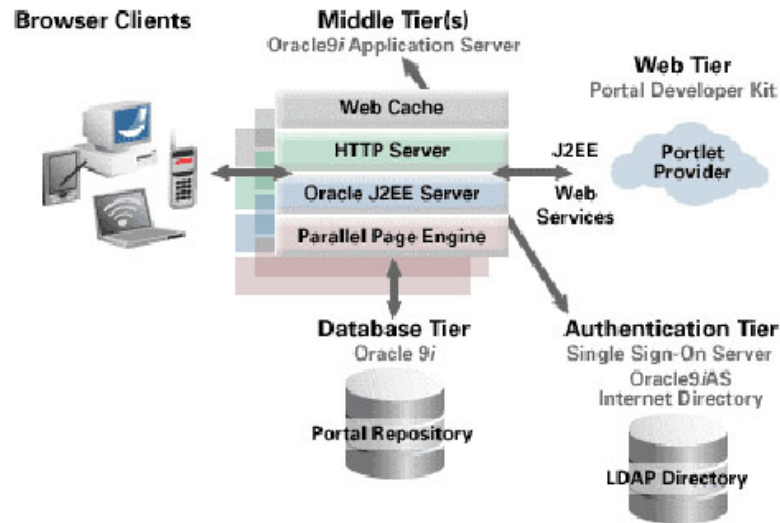 Browser Clients
Middle Tier(s)
Oracle9i Application Server
Web Tier
Portal Developer Kit
Web Cache
HTTP Server
Oracle J2EE Server
Parallel Page Engine
J2EE
Web
Services
Portlet
Provider
Database Tier
Oracle 9i
Portal Repository
Authentication Tier
Single Sign-On Server
Oracle9iAS
Internet Directory
LDAP Directory